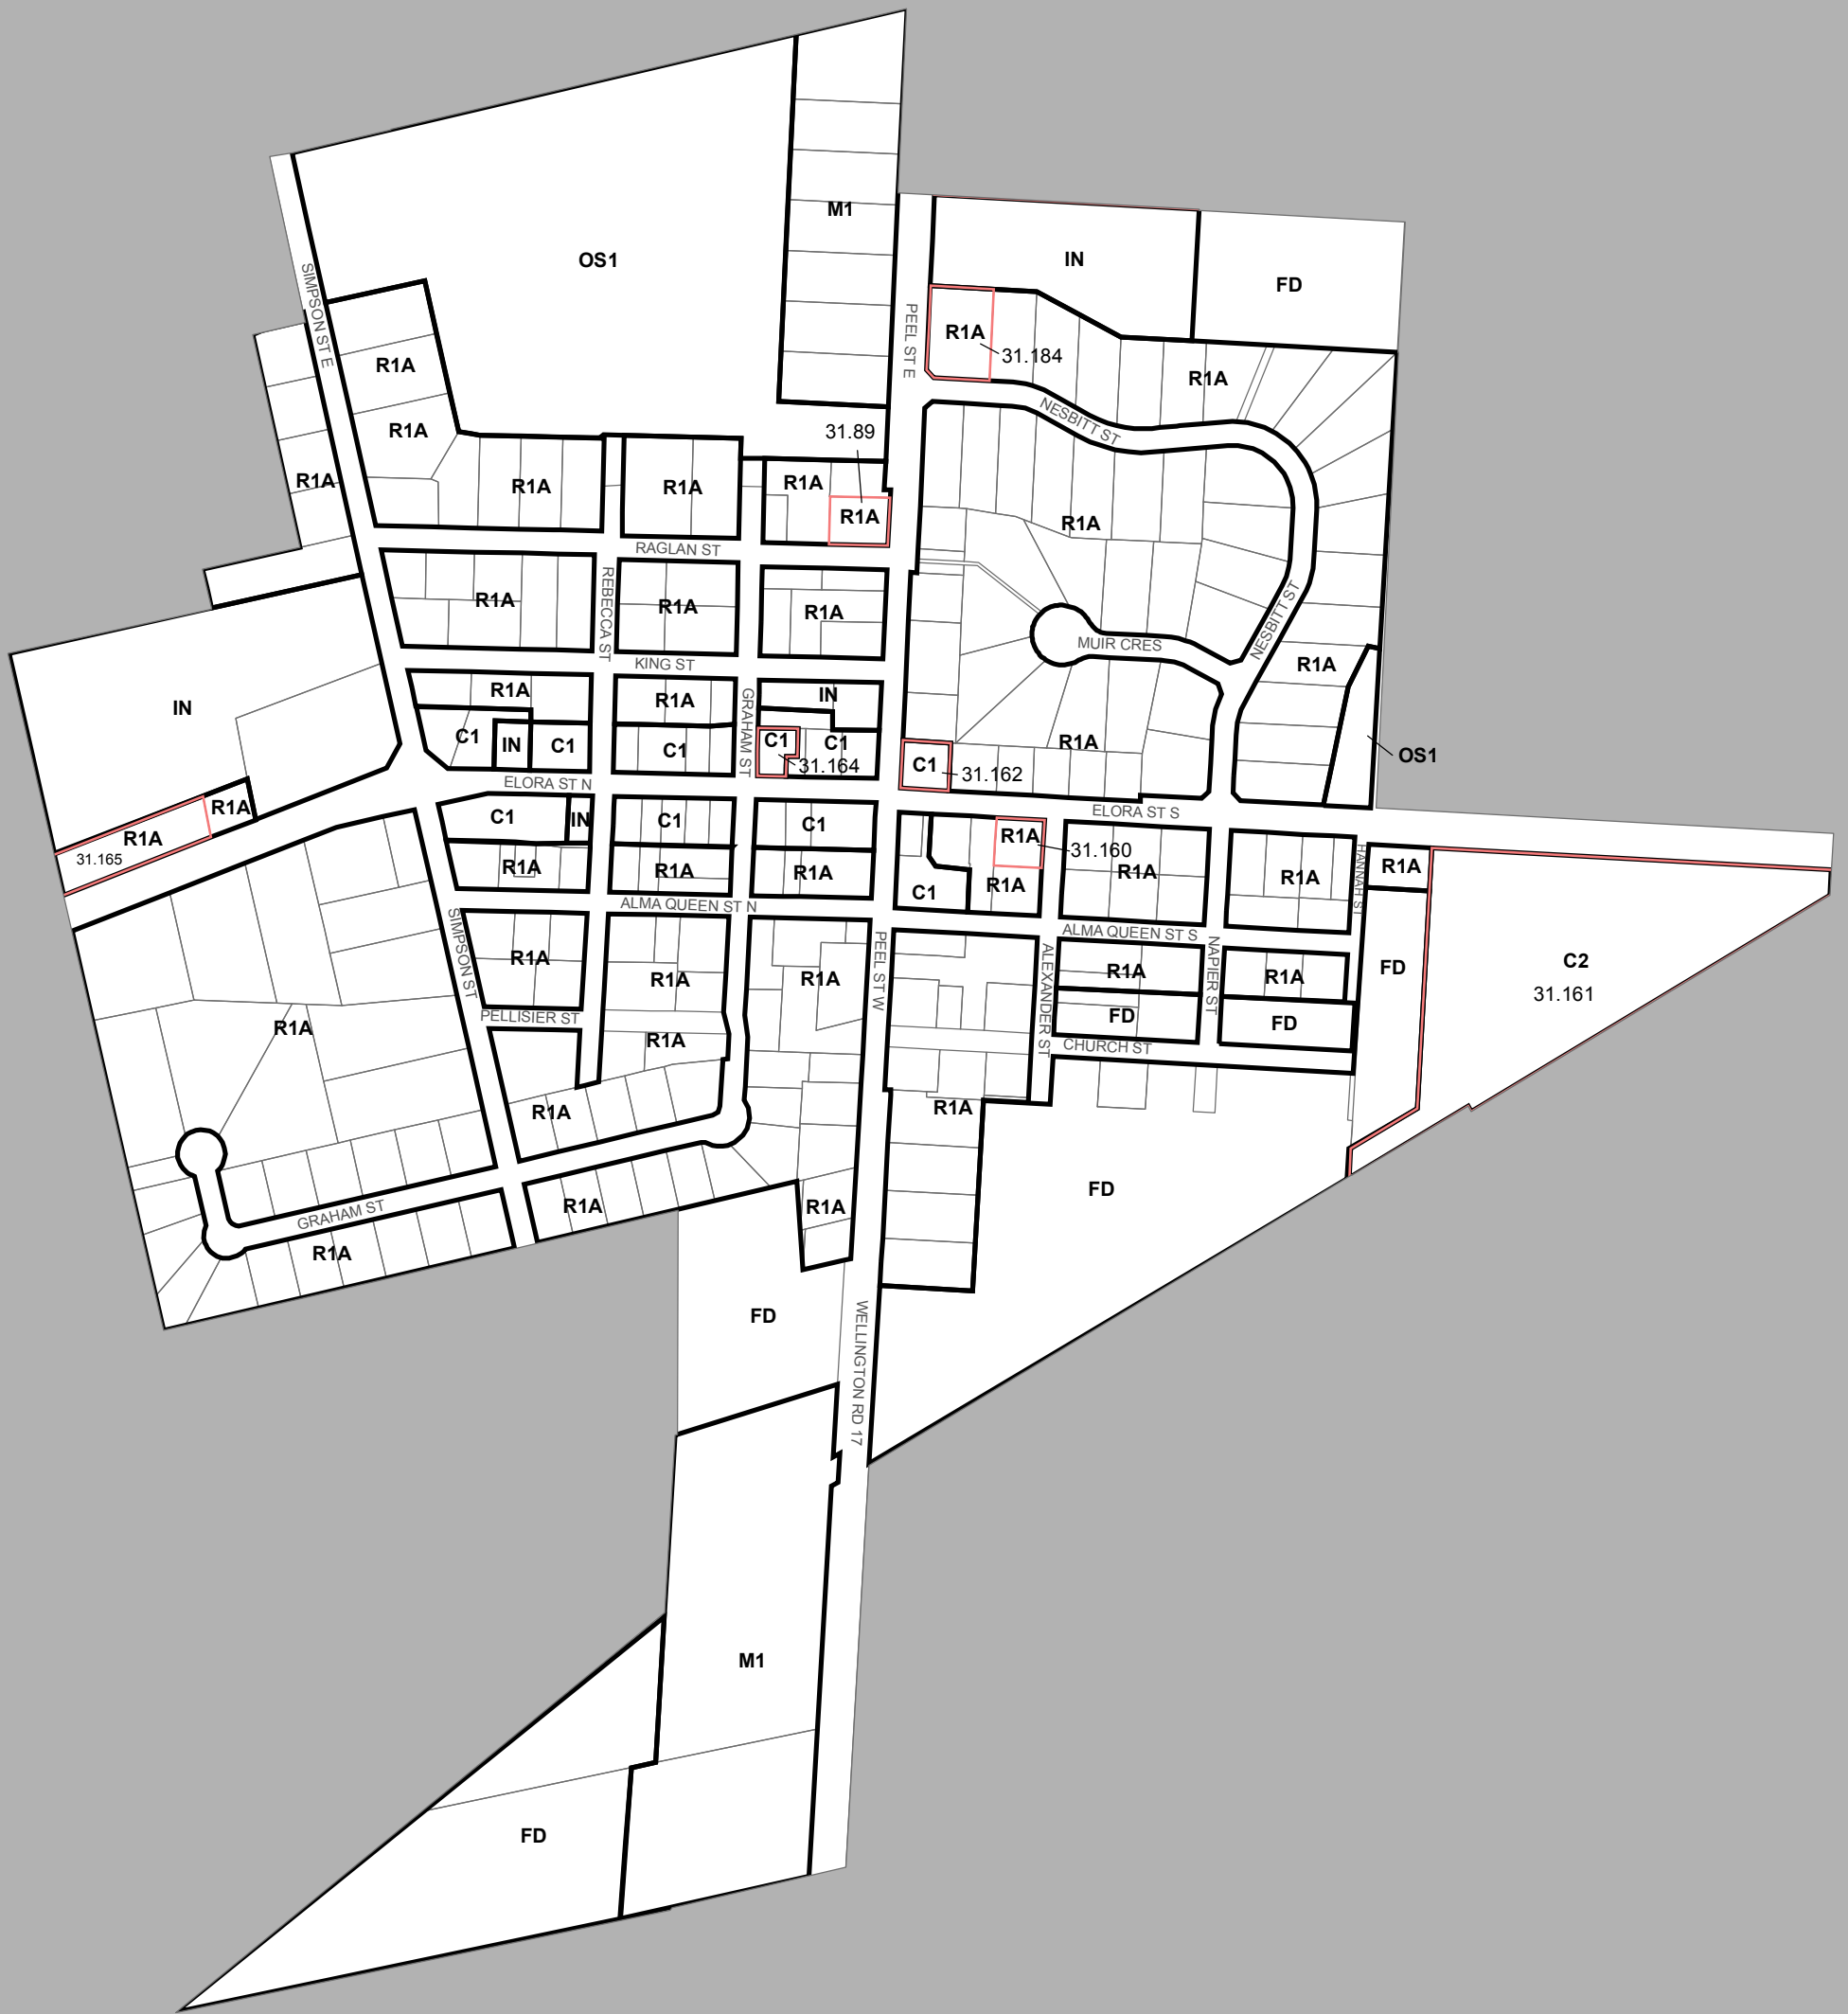 M1
OS1
IN
FD
SIMPSON ST E
PEEL ST E
R1A
31.184
R1A
R1A
R1A
NESBITT ST
31.89
R1A
R1A
R1A
R1A
R1A
R1A
R1A
RAGLAN ST
REBECCA ST
R1A
R1A
R1A
NESBITT ST
MUIR CRES
KING ST
R1A
IN
R1A
R1A
IN
GRAHAM ST
C1
IN
C1
C1
C1
31.164
C1
R1A
OS1
C1
31.162
ELORA ST N
ELORA ST S
R1A
R1A
31.165
C1
IN
C1
C1
R1A
31.160
R1A
R1A
R1A
C1
R1A
R1A
R1A
HANNAH ST
R1A
ALMA QUEEN ST N
ALMA QUEEN ST S
SIMPSON ST
R1A
R1A
R1A
PEEL ST W
ALEXANDER ST
R1A
NAPIER ST
R1A
FD
C2
31.161
PELLISIER ST
R1A
R1A
FD
FD
CHURCH ST
R1A
R1A
FD
GRAHAM ST
R1A
R1A
R1A
FD
WELLINGTON RD 17
M1
FD